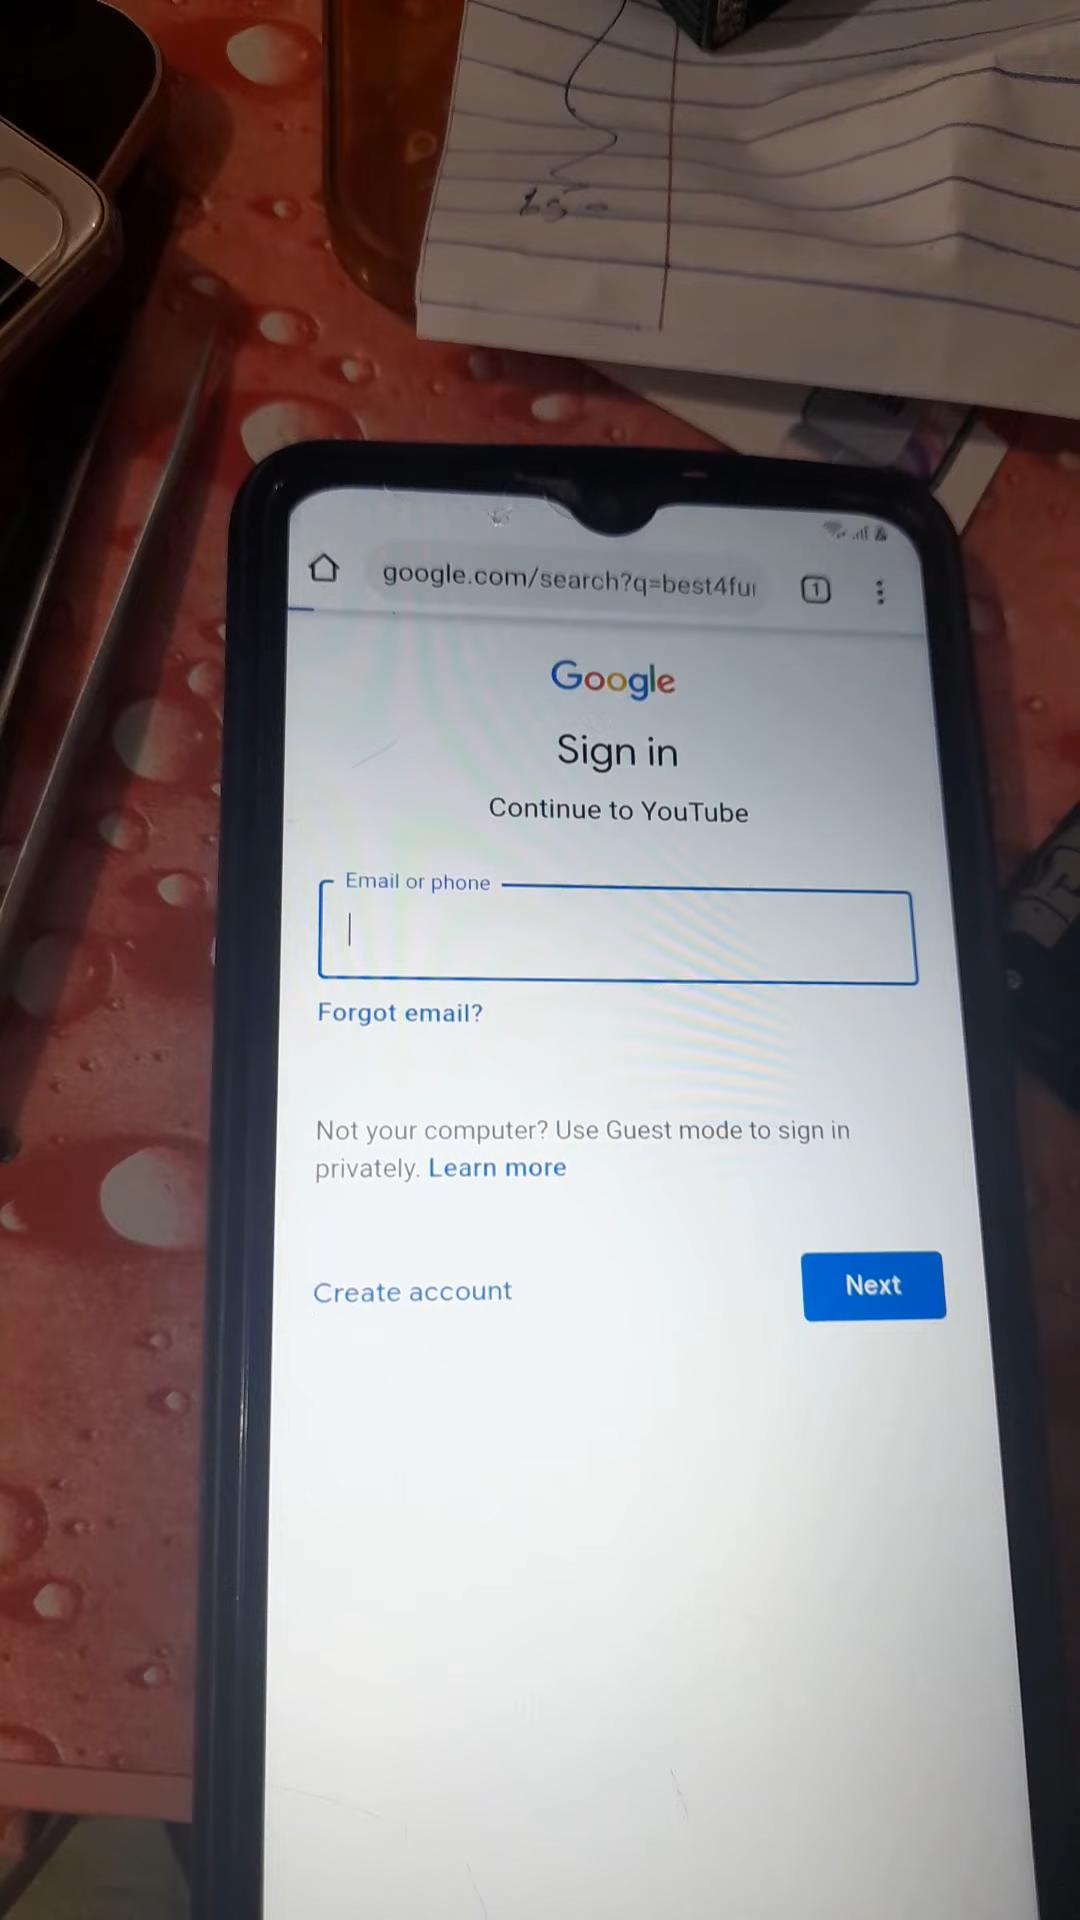 google.com/search?q=best4fu
1
Google
Sign in
Continue to YouTube
Email or phone
Forgot email?
Not your computer? Use Guest mode to sign in
privately. Learn more
Create account
Next